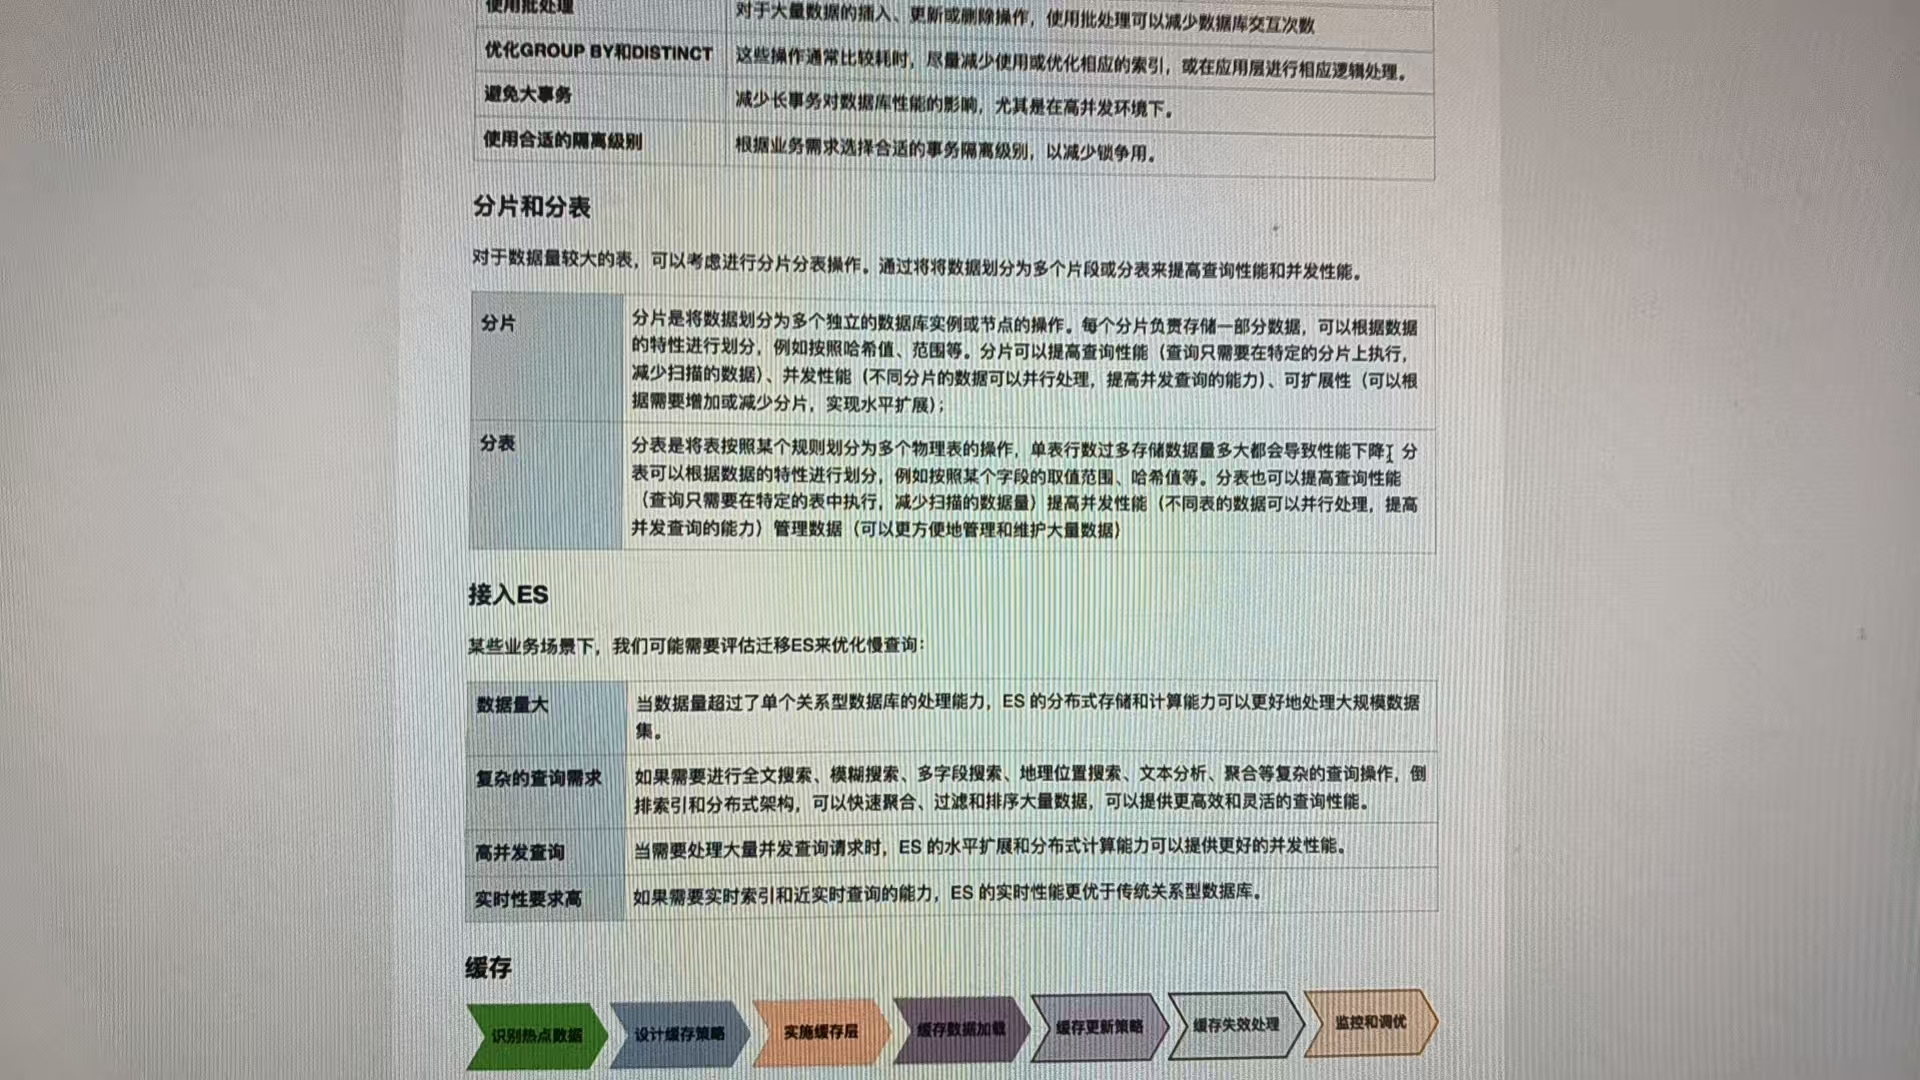 使用批处理
对于大量数据的插入、更新或删除操作，使用批处理可以减少数据库交互次数
优化GROUP BY和DISTINCT
这些操作通常比较耗时，尽量减少使用或优化相应的索引，或在应用层进行相应逻辑处理。
避免大事务
减少长事务对数据库性能的影响，尤其是在高并发环境下。
使用合适的隔离级别
根据业务需求选择合适的事务隔离级别，以减少锁争用。
分片和分表
对于数据量较大的表，可以考虑进行分片分表操作。通过将将数据划分为多个片段或分表来提高查询性能和并发性能。
分片
分片是将数据划分为多个独立的数据库实例或节点的操作。每个分片负责存储一部分数据，可以根据数据
的特性进行划分，例如按照哈希值、范围等。分片可以提高查询性能（查询只需要在特定的分片上执行，
减少扫描的数据）、并发性能（不同分片的数据可以并行处理，提高并发查询的能力）、可扩展性（可以根
据需要增加或减少分片，实现水平扩展）；
分表
分表是将表按照某个规则划分为多个物理表的操作，单表行数过多存储数据量多大都会导致性能下降；分
表可以根据数据的特性进行划分，例如按照某个字段的取值范围、哈希值等。分表也可以提高查询性能
（查询只需要在特定的表中执行，减少扫描的数据量）提高并发性能（不同表的数据可以并行处理，提高
并发查询的能力）管理数据（可以更方便地管理和维护大量数据）
接入ES
某些业务场景下，我们可能需要评估迁移ES来优化慢查询：
数据量大
当数据量超过了单个关系型数据库的处理能力，ES 的分布式存储和计算能力可以更好地处理大规模数据
集。
复杂的查询需求
如果需要进行全文搜索、模糊搜索、多字段搜索、地理位置搜索、文本分析、聚合等复杂的查询操作，倒
排索引和分布式架构，可以快速聚合、过滤和排序大量数据，可以提供更高效和灵活的查询性能。
高并发查询
当需要处理大量并发查询请求时，ES 的水平扩展和分布式计算能力可以提供更好的并发性能。
实时性要求高
如果需要实时索引和近实时查询的能力，ES 的实时性能更优于传统关系型数据库。
缓存
识别热点数据
设计缓存策略
实施缓存层
缓存数据加载
缓存更新策略
缓存失效处理
监控和调优